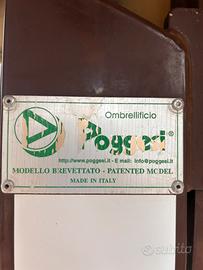 Ombrellificio
Poggesi®
http://www.poggesi.it - E mail: info@poggesi.it
MODELLO BREVETTATO - PATENTED MODEL
MADE IN ITALY
subito